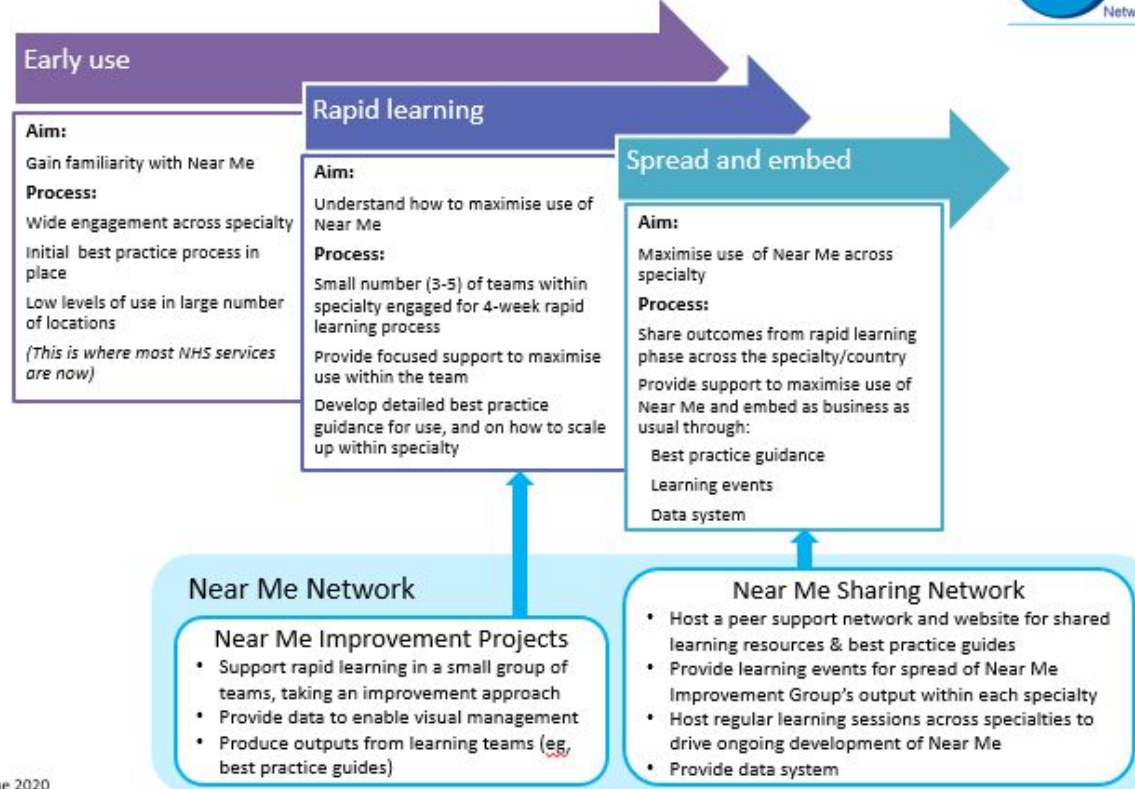 Netw
Early use
Aim:
Gain familiarity with Near Me
Process:
Wide engagement across specialty
Initial best practice process in
place
Low levels of use in large number
of locations
(This is where most NHS services
are now)
Rapid learning
Aim:
Understand how to maximise use of
Near Me
Process:
Small number (3-5) of teams within
specialty engaged for 4-week rapid
learning process
Provide focused support to maximise
use within the team
Develop detailed best practice
guidance for use, and on how to scale
up within specialty
Spread and embed
Aim:
Maximise use of Near Me across
specialty
Process:
Share outcomes from rapid learning
phase across the specialty/country
Provide support to maximise use of
Near Me and embed as business as
usual through:
Best practice guidance
Learning events
Data system
Near Me Network
Near Me Improvement Projects
• Support rapid learning in a small group of
teams, taking an improvement approach
• Provide data to enable visual management
• Produce outputs from learning teams (eg,
best practice guides)
Near Me Sharing Network
• Host a peer support network and website for shared
learning resources & best practice guides
• Provide learning events for spread of Near Me
Improvement Group's output within each specialty
• Host regular learning sessions across specialties to
drive ongoing development of Near Me
• Provide data system
ne 2020